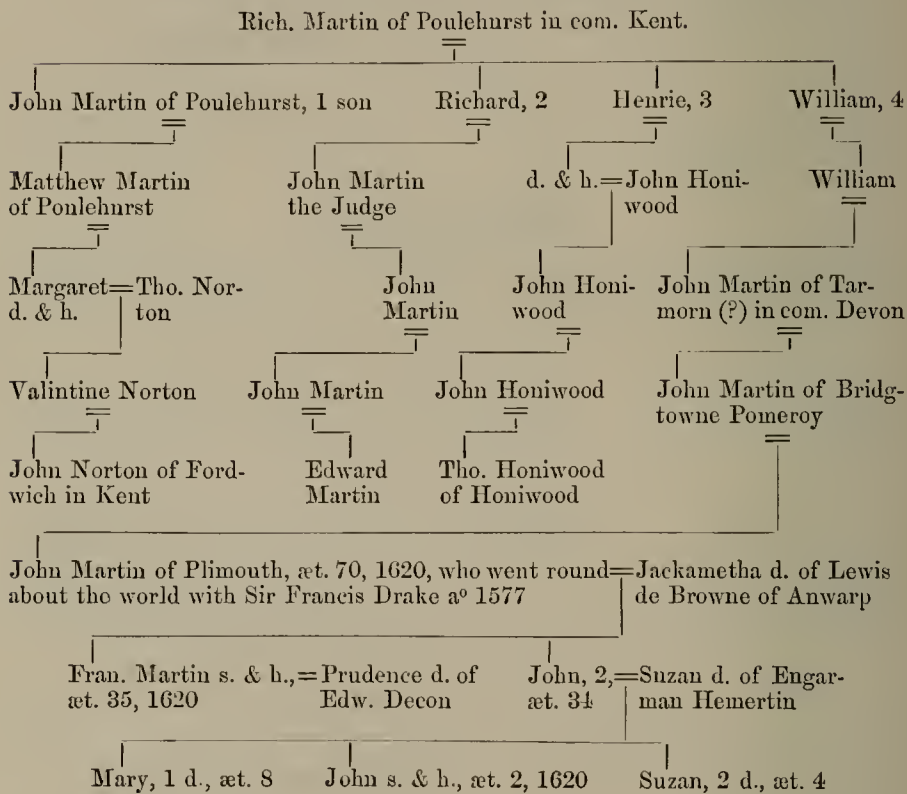 Rich. Martin of Poulehurst in com. Kent.
John Martin of Poulehurst, 1 son Richard, 2 Henrie, 3 William, 4
Matthew Martin John Martin d. & h.=John Honi- William
of Poulehurst the Judge wood
Margaret=Tho. Nor- John John Honi- John Martin of Tar-
d. & h. ton Martin wood morn (?) in com. Devon
Valintine Norton John Martin John Honiwood John Martin of Bridg-
towne Pomeroy
John Norton of Ford- Edward Tho. Honiwood
wich in Kent Martin of Honiwood
John Martin of Plimouth, æt. 70, 1620, who went round=Jackametha d. of Lewis
about the world with Sir Francis Drake aº 1577 de Browne of Anwarp
Fran. Martin s. & h.,=Prudence d. of John, 2,=Suzan d. of Engar-
æt. 35, 1620 Edw. Decon æt. 34 man Hemertin
Mary, 1 d., æt. 8 John s. & h., æt. 2, 1620 Suzan, 2 d., æt. 4